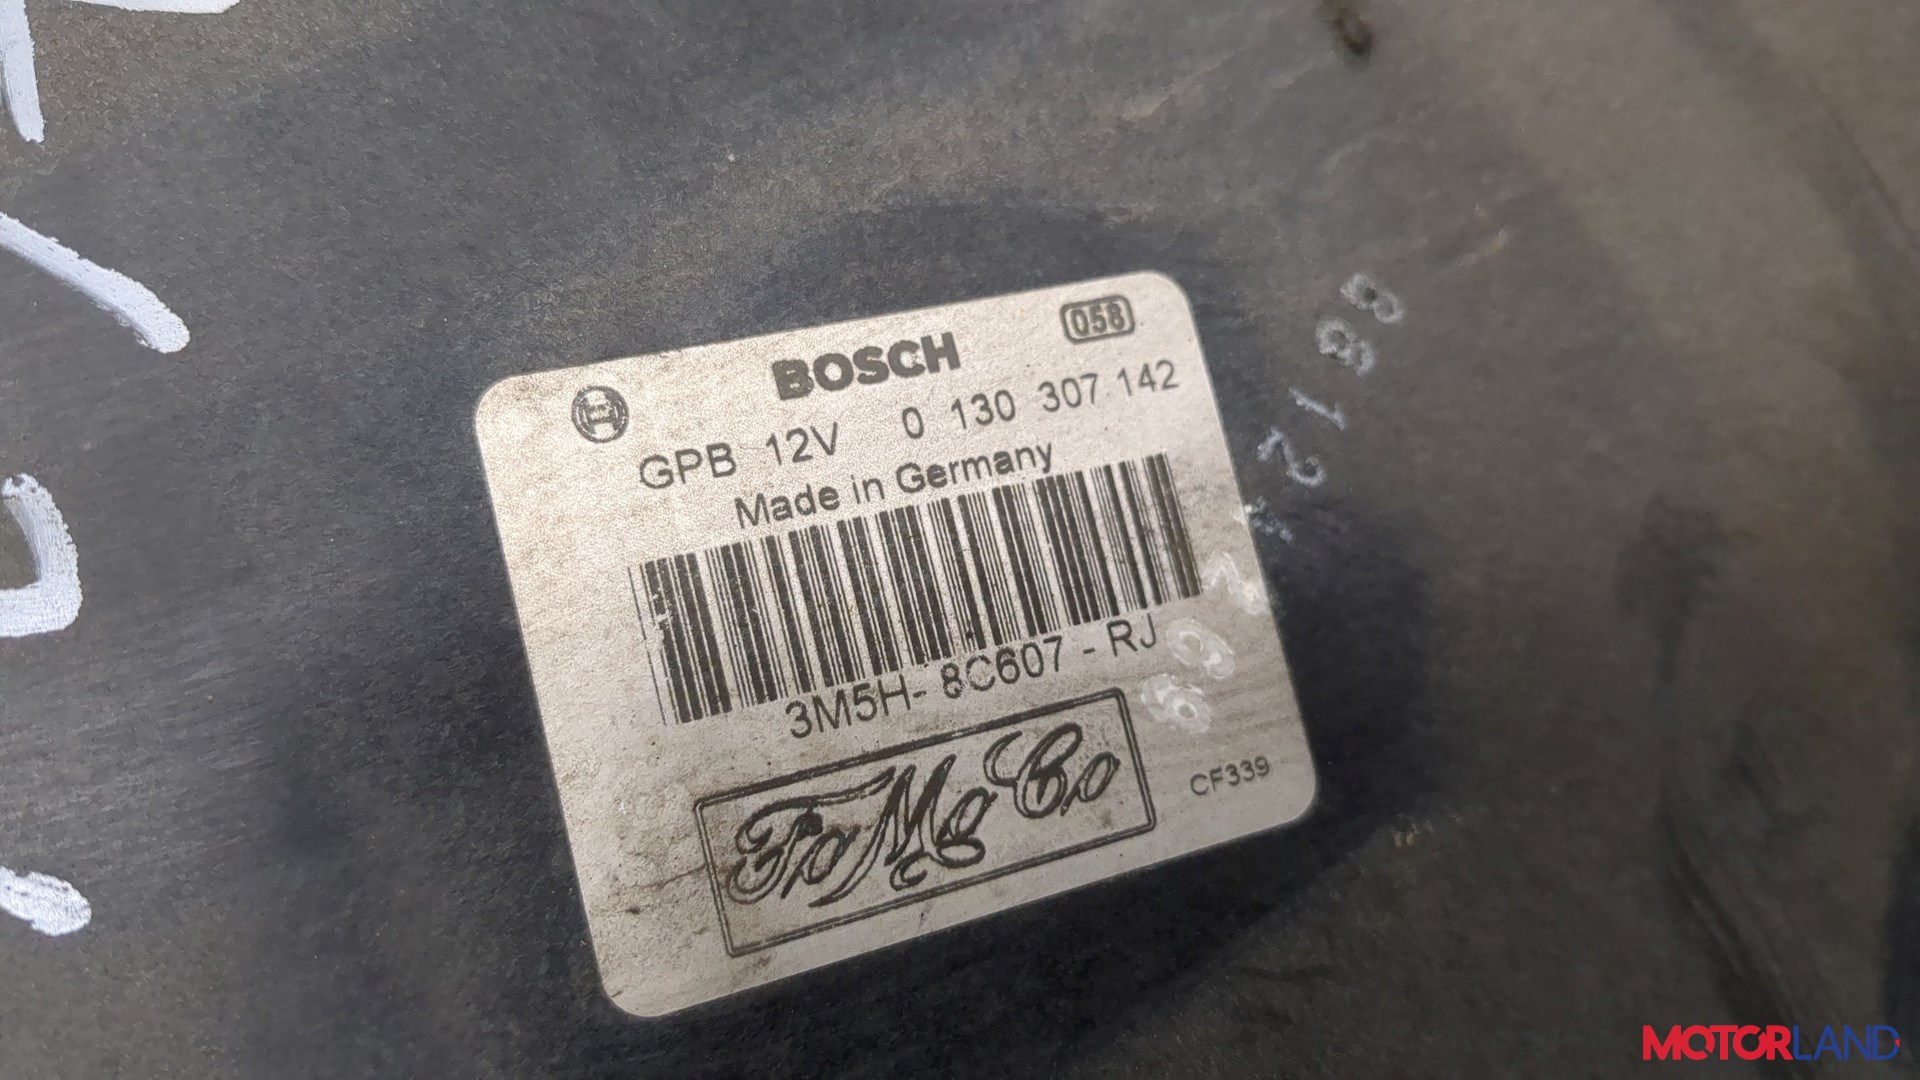 BOSCH
058
GPB 12V 0 130 307 142
Made in Germany
3M5H- 8C607 - RJ
FoMoCo
CF339
MOTORLAND